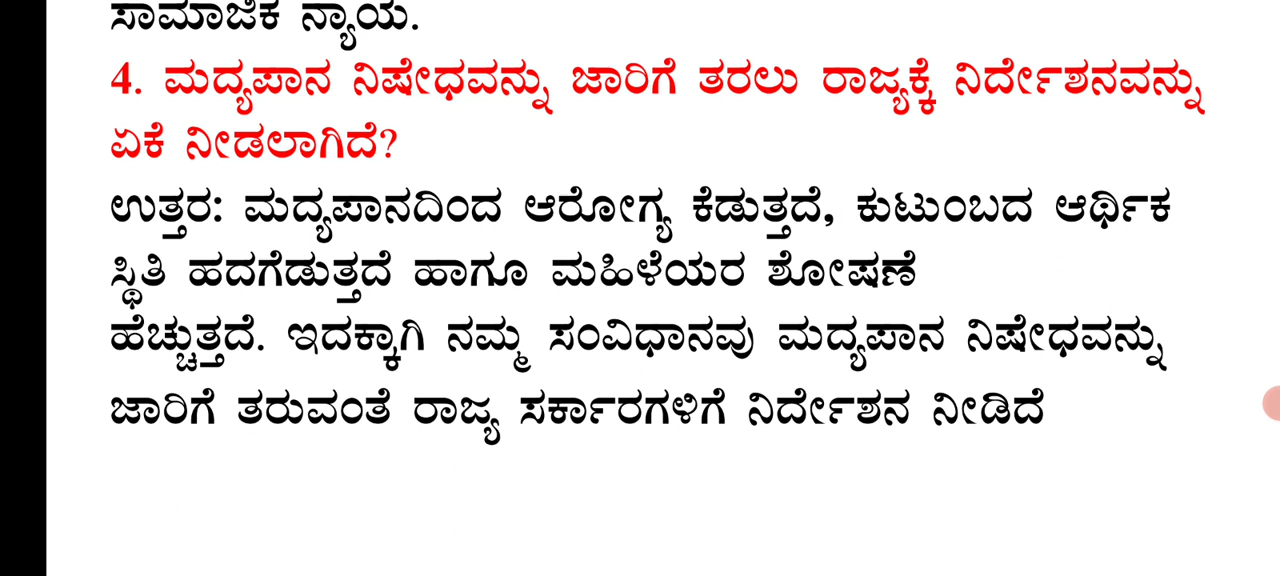 ಸಾಮಾಜಿಕ ನ್ಯಾಯ.
4. ಮದ್ಯಪಾನ ನಿಷೇಧವನ್ನು ಜಾರಿಗೆ ತರಲು ರಾಜ್ಯಕ್ಕೆ ನಿರ್ದೇಶನವನ್ನು
ಏಕೆ ನೀಡಲಾಗಿದೆ?
ಉತ್ತರ: ಮದ್ಯಪಾನದಿಂದ ಆರೋಗ್ಯ ಕೆಡುತ್ತದೆ, ಕುಟುಂಬದ ಆರ್ಥಿಕ
ಸ್ಥಿತಿ ಹದಗೆಡುತ್ತದೆ ಹಾಗೂ ಮಹಿಳೆಯರ ಶೋಷಣೆ
ಹೆಚ್ಚುತ್ತದೆ. ಇದಕ್ಕಾಗಿ ನಮ್ಮ ಸಂವಿಧಾನವು ಮದ್ಯಪಾನ ನಿಷೇಧವನ್ನು
ಜಾರಿಗೆ ತರುವಂತೆ ರಾಜ್ಯ ಸರ್ಕಾರಗಳಿಗೆ ನಿರ್ದೇಶನ ನೀಡಿದೆ